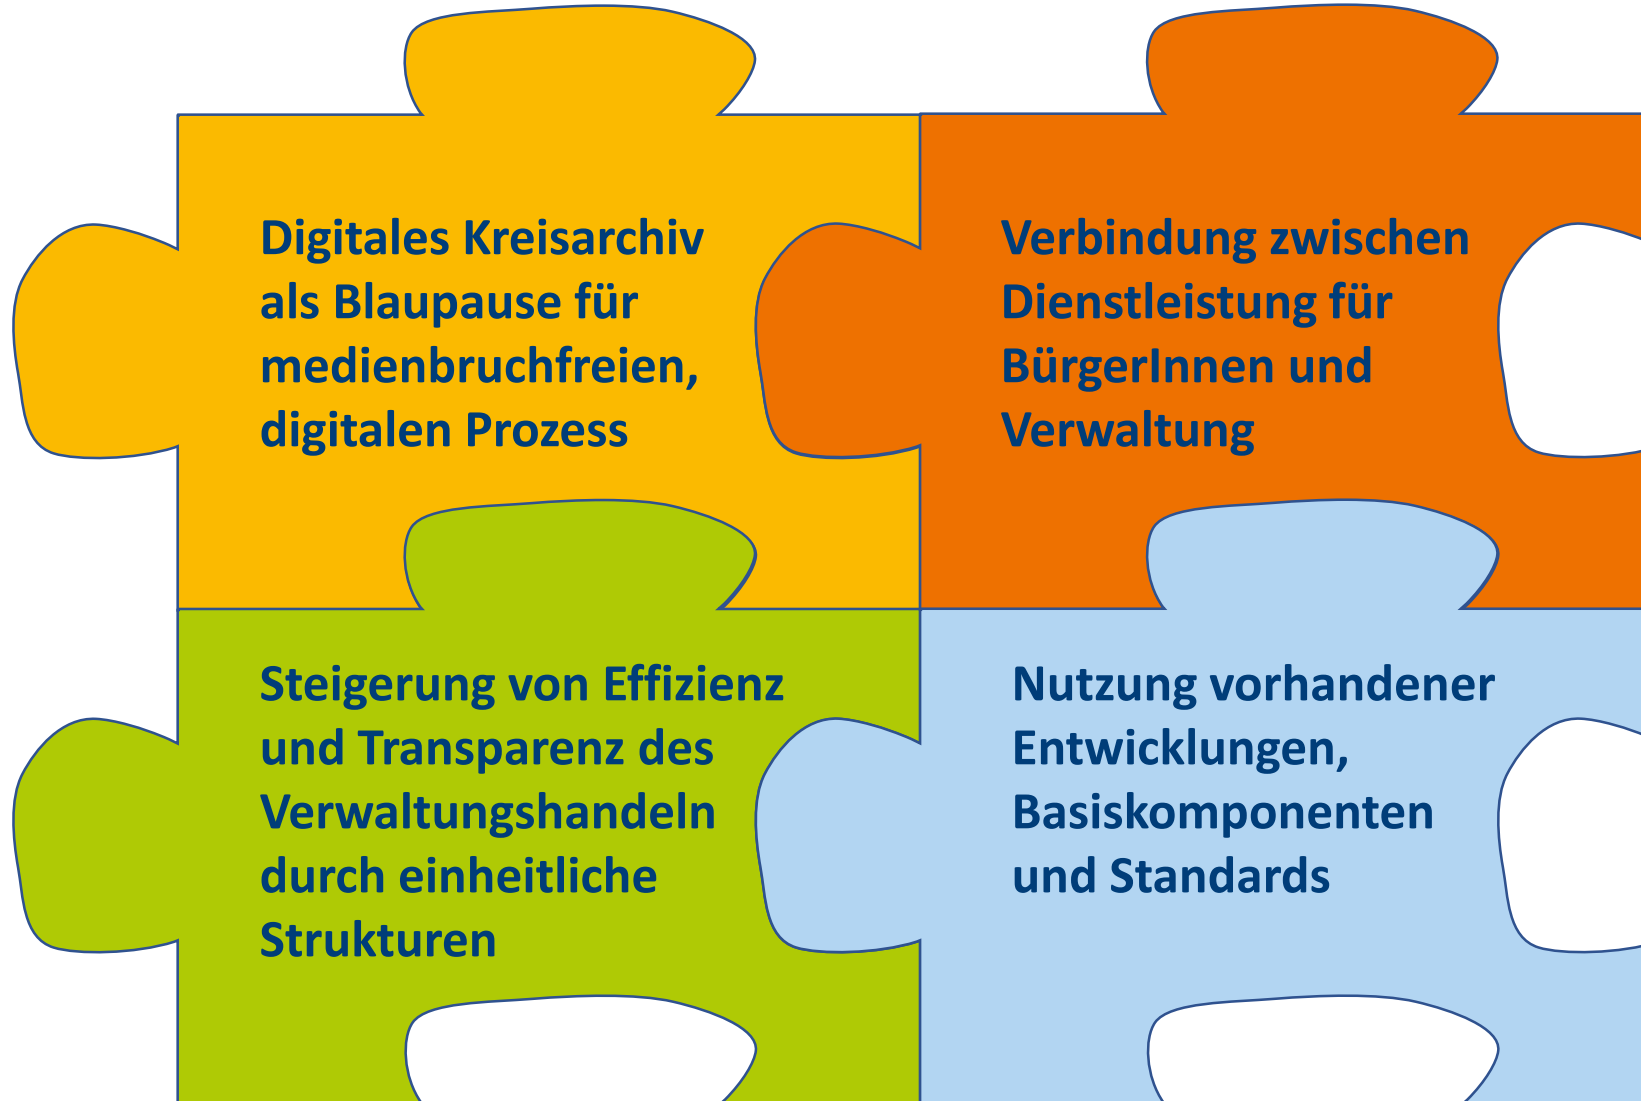 Digitales Kreisarchiv
als Blaupause für
medienbruchfreien,
digitalen Prozess
Verbindung zwischen
Dienstleistung für
BürgerInnen und
Verwaltung
Steigerung von Effizienz
und Transparenz des
Verwaltungshandeln
durch einheitliche
Strukturen
Nutzung vorhandener
Entwicklungen,
Basiskomponenten
und Standards